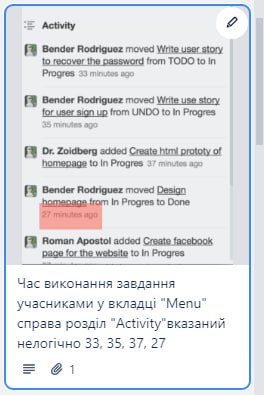 Activity
Bender Rodriguez moved Write user story
to recover the password from TODO to In
Progres 33 minutes ago
Bender Rodriguez moved Write use story
for user sign up from UNDO to In Progres
35 minutes ago
Dr. Zoidberg added Create html prototy of
homepage to In Progres 37 minutes ago
Bender Rodriguez moved Design
homepage from In Progres to Done
27 minutes ago
Roman Apostol added Create facebook
page for the website to In Progres
Час виконання завдання
учасниками у вкладці "Menu"
справа розділ "Activity"вказаний
нелогічно 33, 35, 37, 27
1